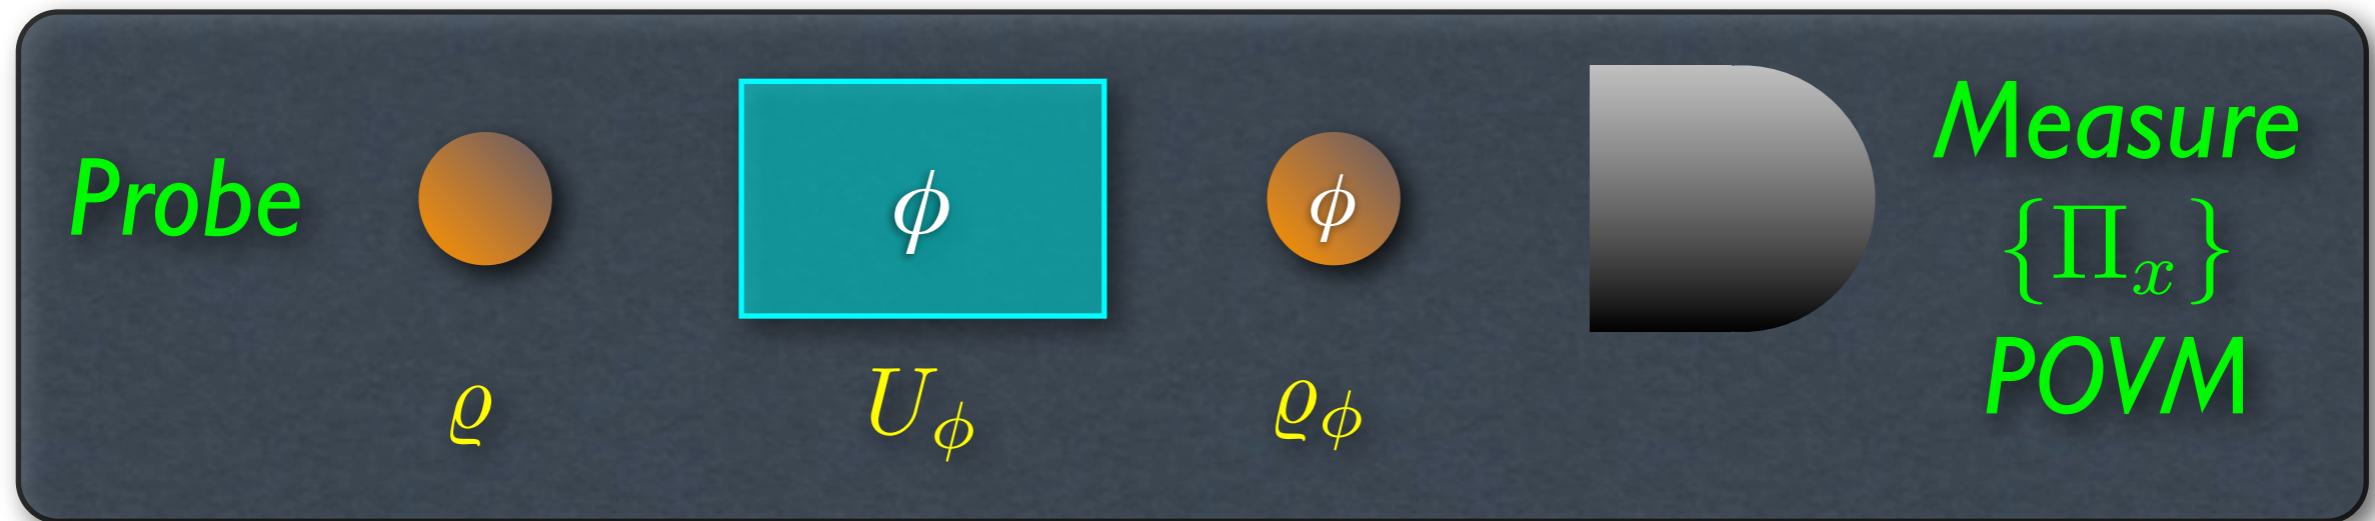 Probe
ϱ
ϕ
U_ϕ
ϕ
ϱ_ϕ
Measure
{Π_x}
POVM